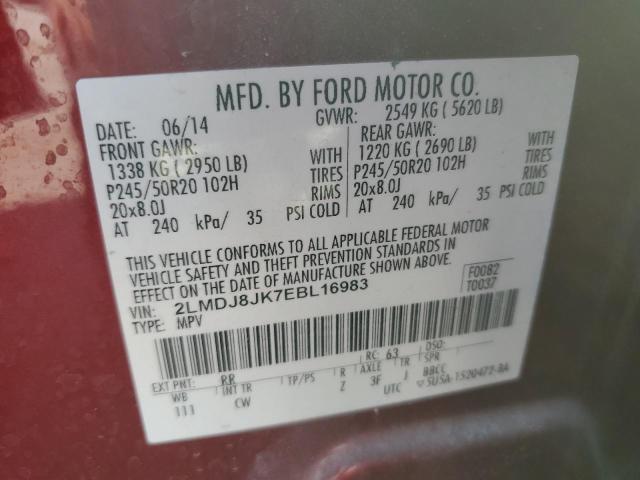 MFD. BY FORD MOTOR CO.
DATE: 06/14 GVWR: 2549 KG ( 5620 LB)
FRONT GAWR: REAR GAWR:
1338 KG ( 2950 LB) WITH 1220 KG ( 2690 LB) WITH
P245/50R20 102H TIRES P245/50R20 102H TIRES
20x8.0J RIMS 20x8.0J RIMS
AT 240 kPa/ 35 PSI COLD AT 240 kPa/ 35 PSI COLD
THIS VEHICLE CONFORMS TO ALL APPLICABLE FEDERAL MOTOR
VEHICLE SAFETY AND THEFT PREVENTION STANDARDS IN
EFFECT ON THE DATE OF MANUFACTURE SHOWN ABOVE.
VIN: 2LMDJ8JK7EBL16983 F0082
TYPE: MPV T0037
EXT PNT: RR RC: 63 DSO:
WB INT TR TP/PS R AXLE TR SPR
111 CW Z 3F J BBCC
UTC 5U5A-1520472-BA